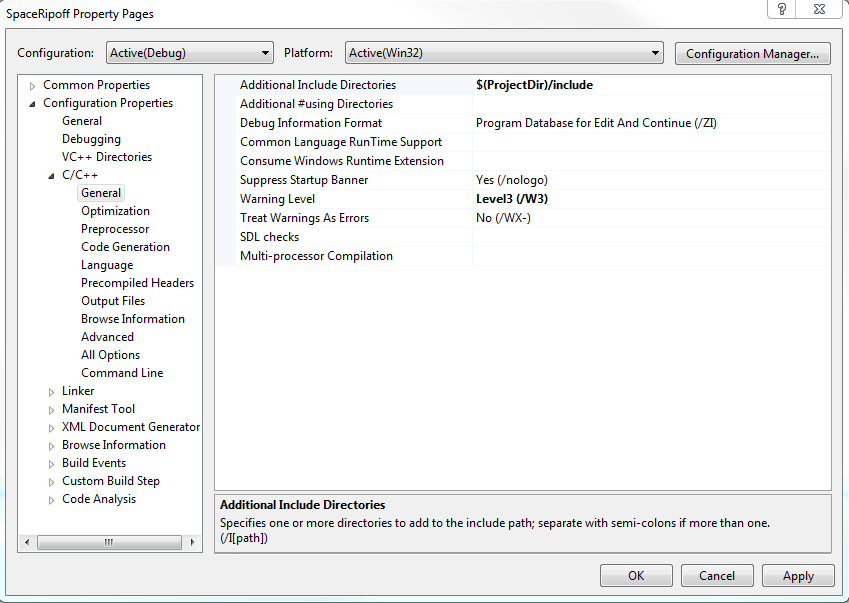 SpaceRipoff Property Pages
Configuration: Active(Debug) Platform: Active(Win32) Configuration Manager...
Common Properties
Configuration Properties
General
Debugging
VC++ Directories
C/C++
General
Optimization
Preprocessor
Code Generation
Language
Precompiled Headers
Output Files
Browse Information
Advanced
All Options
Command Line
Linker
Manifest Tool
XML Document Generator
Browse Information
Build Events
Custom Build Step
Code Analysis
Additional Include Directories $(ProjectDir)/include
Additional #using Directories
Debug Information Format Program Database for Edit And Continue (/ZI)
Common Language RunTime Support
Consume Windows Runtime Extension
Suppress Startup Banner Yes (/nologo)
Warning Level Level3 (/W3)
Treat Warnings As Errors No (/WX-)
SDL checks
Multi-processor Compilation
Additional Include Directories
Specifies one or more directories to add to the include path; separate with semi-colons if more than one.
(/I[path])
OK Cancel Apply